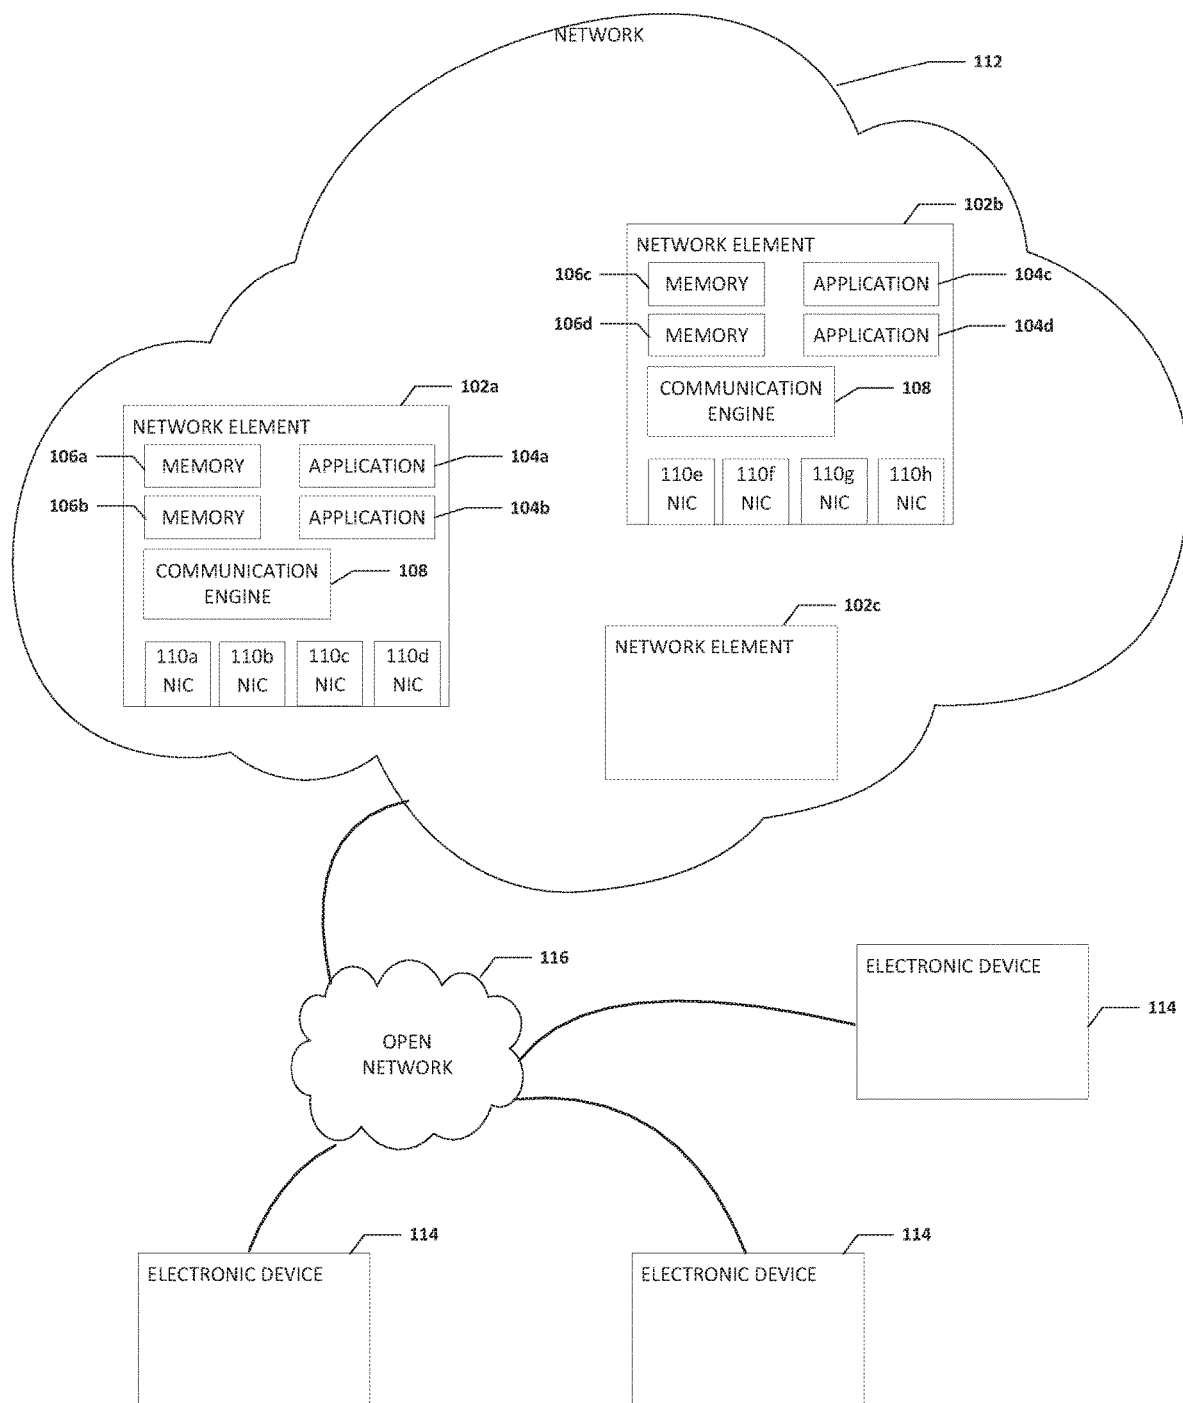 NETWORK
112
102b
NETWORK ELEMENT
106c
MEMORY
APPLICATION
104c
106d
MEMORY
APPLICATION
104d
COMMUNICATION
ENGINE
108
110e
NIC
110f
NIC
110g
NIC
110h
NIC
102a
NETWORK ELEMENT
106a
MEMORY
APPLICATION
104a
106b
MEMORY
APPLICATION
104b
COMMUNICATION
ENGINE
108
110a
NIC
110b
NIC
110c
NIC
110d
NIC
102c
NETWORK ELEMENT
116
OPEN
NETWORK
ELECTRONIC DEVICE
114
114
ELECTRONIC DEVICE
114
ELECTRONIC DEVICE